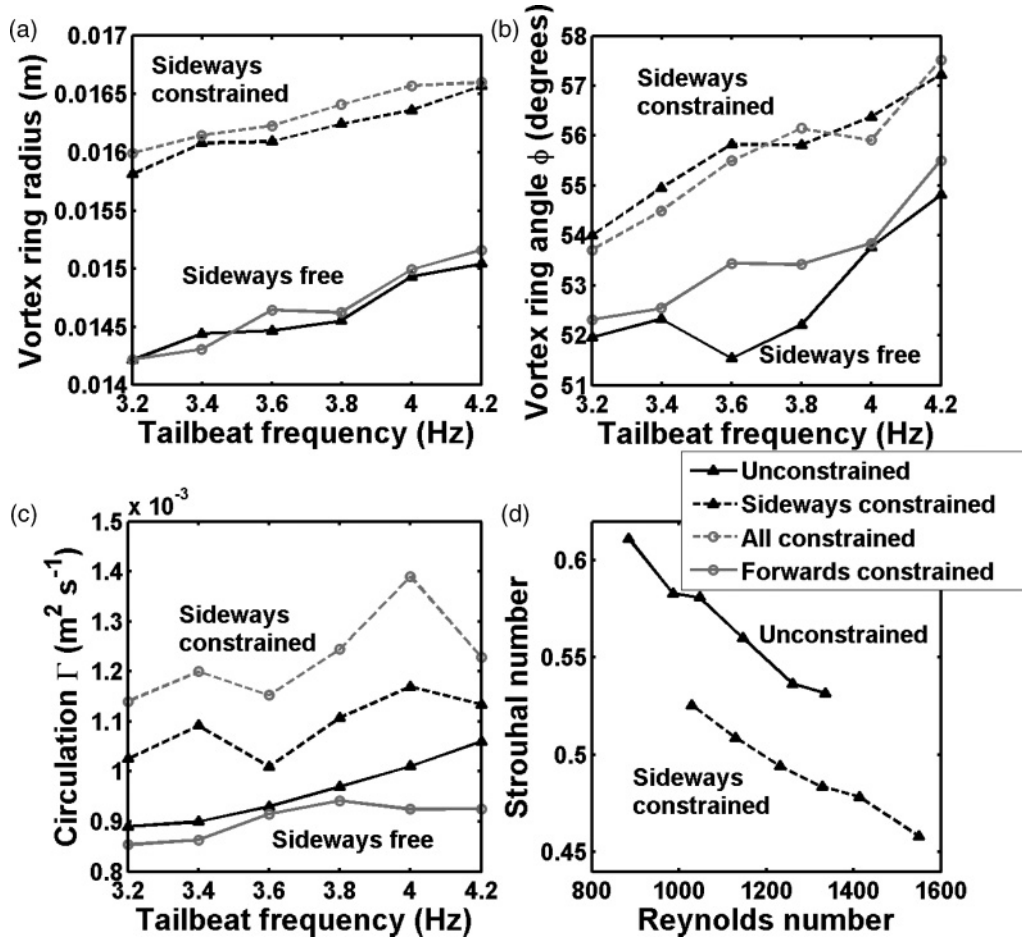 (a)
Vortex ring radius (m)
0.017
0.0165
0.016
0.0155
0.015
0.0145
0.014
Sideways
constrained
Sideways free
3.2 3.4 3.6 3.8 4 4.2
Tailbeat frequency (Hz)
(b)
Vortex ring angle ϕ (degrees)
58
57
56
55
54
53
52
51
Sideways
constrained
Sideways free
3.2 3.4 3.6 3.8 4 4.2
Tailbeat frequency (Hz)
Unconstrained
Sideways constrained
All constrained
Forwards constrained
(c)
x 10⁻³
Circulation Γ (m² s⁻¹)
1.5
1.4
1.3
1.2
1.1
1
0.9
0.8
Sideways
constrained
Sideways free
3.2 3.4 3.6 3.8 4 4.2
Tailbeat frequency (Hz)
(d)
Strouhal number
0.6
0.55
0.5
0.45
Unconstrained
Sideways
constrained
800 1000 1200 1400 1600
Reynolds number